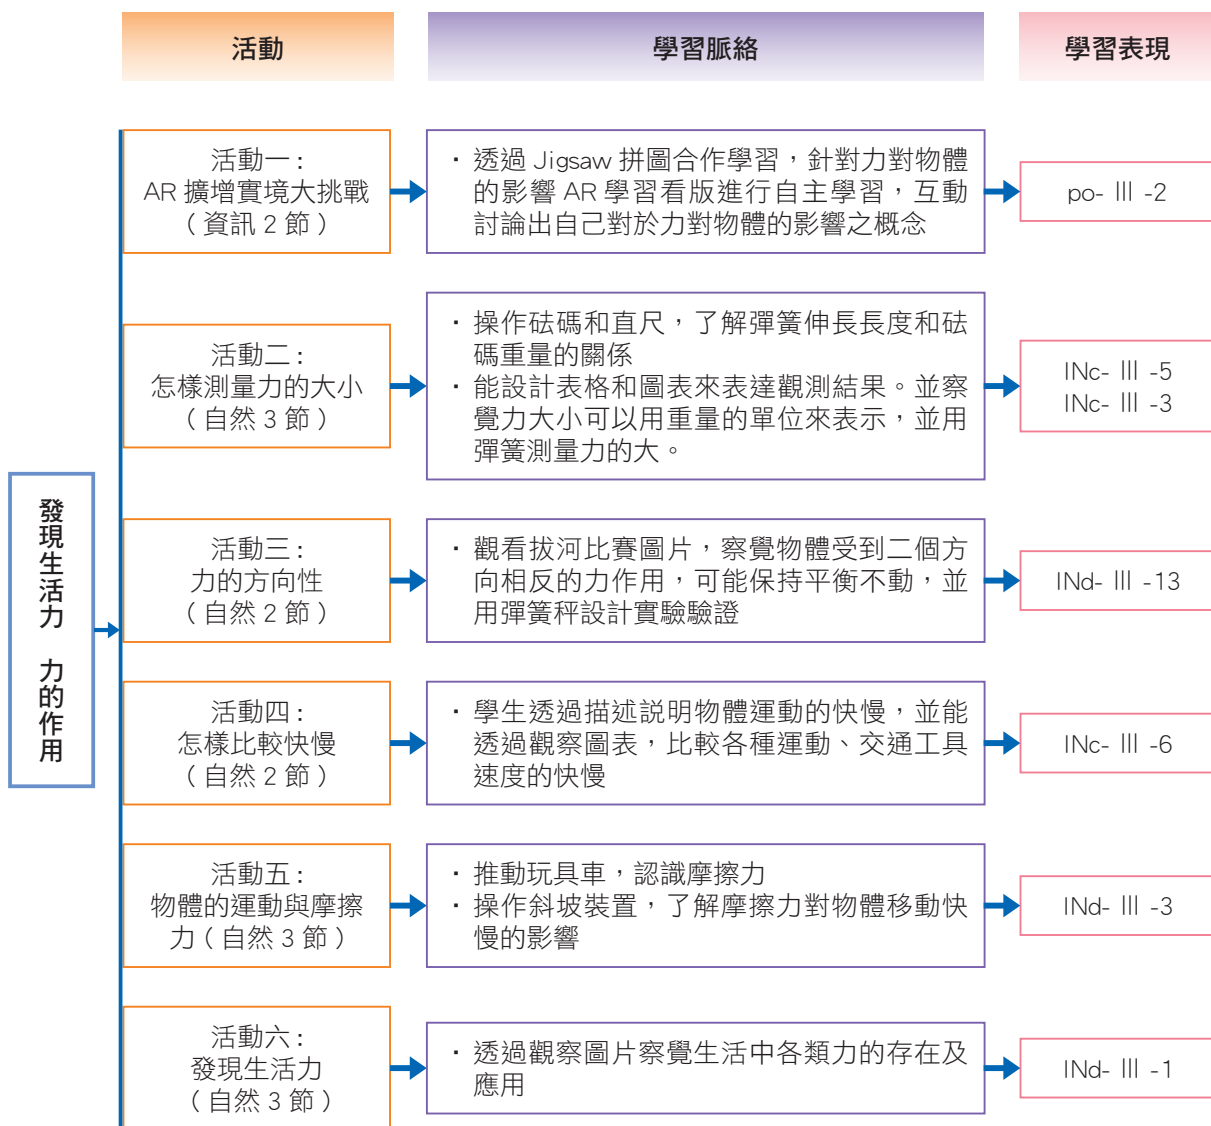 活動
學習脈絡
學習表現
發現生活力 力的作用
活動一：
AR 擴增實境大挑戰
（資訊 2 節）
・透過 Jigsaw 拼圖合作學習，針對力對物體
的影響 AR 學習看版進行自主學習，互動
討論出自己對於力對物體的影響之概念
po- III -2
活動二：
怎樣測量力的大小
（自然 3 節）
・操作砝碼和直尺，了解彈簧伸長長度和砝
碼重量的關係
・能設計表格和圖表來表達觀測結果。並察
覺力大小可以用重量的單位來表示，並用
彈簧測量力的大。
INc- III -5
INc- III -3
活動三：
力的方向性
（自然 2 節）
・觀看拔河比賽圖片，察覺物體受到二個方
向相反的力作用，可能保持平衡不動，並
用彈簧秤設計實驗驗證
INd- III -13
活動四：
怎樣比較快慢
（自然 2 節）
・學生透過描述說明物體運動的快慢，並能
透過觀察圖表，比較各種運動、交通工具
速度的快慢
INc- III -6
活動五：
物體的運動與摩擦
力（自然 3 節）
・推動玩具車，認識摩擦力
・操作斜坡裝置，了解摩擦力對物體移動快
慢的影響
INd- III -3
活動六：
發現生活力
（自然 3 節）
・透過觀察圖片察覺生活中各類力的存在及
應用
INd- III -1